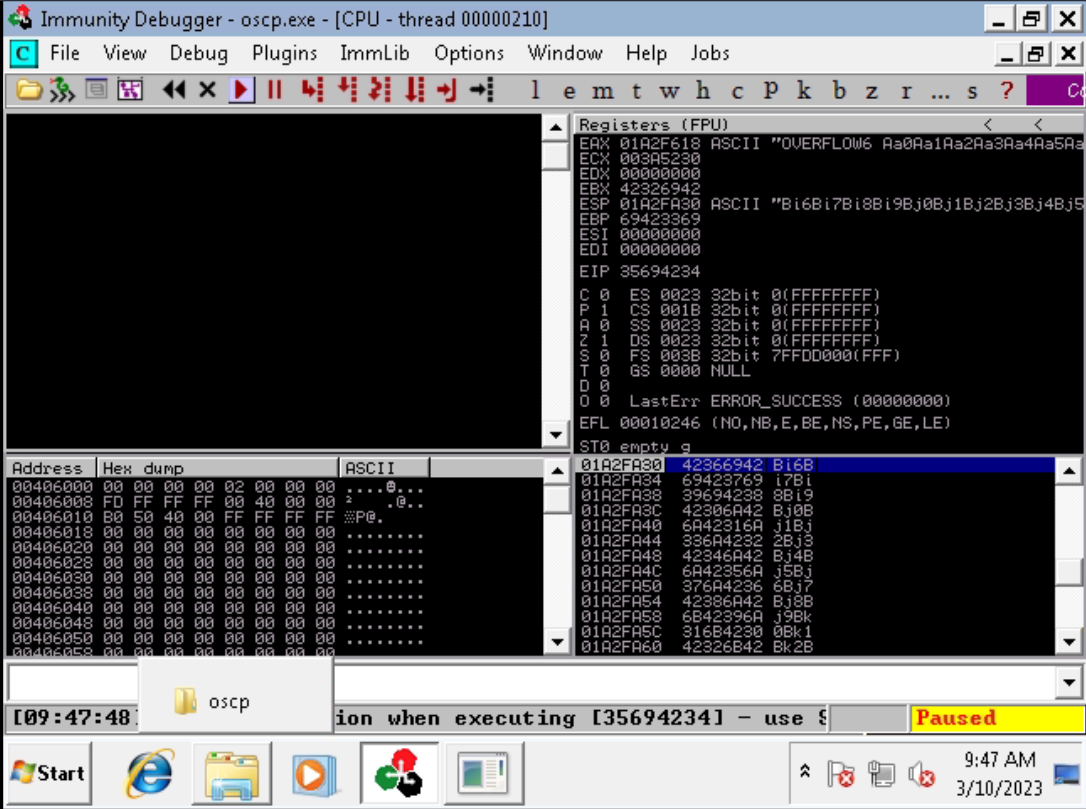 Immunity Debugger - oscp.exe - [CPU - thread 00000210]
C File View Debug Plugins ImmLib Options Window Help Jobs
l e m t w h c P k b z r ... s ?
Registers (FPU) < <
EAX 01A2F618 ASCII "OVERFLOW6 Aa0Aa1Aa2Aa3Aa4Aa5Aa
ECX 003A5230
EDX 00000000
EBX 42326942
ESP 01A2FA30 ASCII "Bi6Bi7Bi8Bi9Bj0Bj1Bj2Bj3Bj4Bj5
EBP 69423369
ESI 00000000
EDI 00000000
EIP 35694234
C 0 ES 0023 32bit 0(FFFFFFFF)
P 1 CS 001B 32bit 0(FFFFFFFF)
A 0 SS 0023 32bit 0(FFFFFFFF)
Z 1 DS 0023 32bit 0(FFFFFFFF)
S 0 FS 003B 32bit 7FFDD000(FFF)
T 0 GS 0000 NULL
D 0
O 0 LastErr ERROR_SUCCESS (00000000)
EFL 00010246 (NO,NB,E,BE,NS,PE,GE,LE)
ST0 empty g
Address Hex dump ASCII
00406000 00 00 00 00 02 00 00 00
00406008 FD FF FF FF 00 40 00 00 ² .@..
00406010 B0 50 40 00 FF FF FF FF ░P@.
00406018 00 00 00 00 00 00 00 00 ........
00406020 00 00 00 00 00 00 00 00 ........
00406028 00 00 00 00 00 00 00 00 ........
00406030 00 00 00 00 00 00 00 00 ........
00406038 00 00 00 00 00 00 00 00 ........
00406040 00 00 00 00 00 00 00 00 ........
00406048 00 00 00 00 00 00 00 00 ........
00406050 00 00 00 00 00 00 00 00 ........
00406058 00 00 00 00 00 00 00 00
01A2FA30 42366942 Bi6B
01A2FA34 69423769 i7Bi
01A2FA38 39694238 8Bi9
01A2FA3C 42306A42 Bj0B
01A2FA40 6A42316A j1Bj
01A2FA44 336A4232 2Bj3
01A2FA48 42346A42 Bj4B
01A2FA4C 6A42356A j5Bj
01A2FA50 376A4236 6Bj7
01A2FA54 42386A42 Bj8B
01A2FA58 6B42396A j9Bk
01A2FA5C 316B4230 0Bk1
01A2FA60 42326B42 Bk2B
oscp
[09:47:48] ion when executing [35694234] - use S
Paused
Start
9:47 AM
3/10/2023